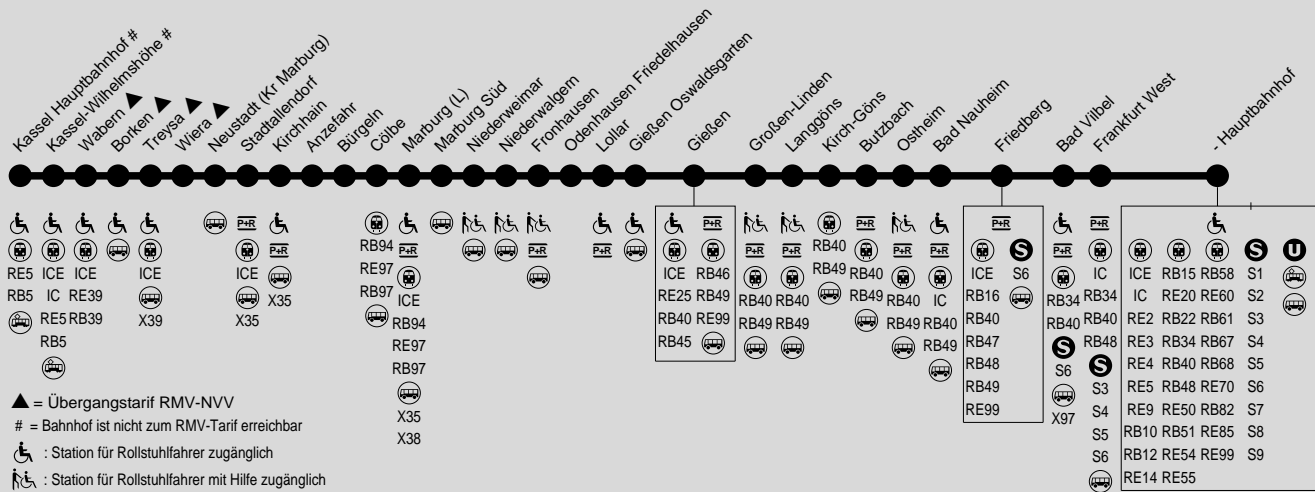 Kassel Hauptbahnhof #
Kassel-Wilhelmshöhe #
Wabern ▲
Borken ▲
Treysa ▲
Wiera ▲
Neustadt (Kr Marburg)
Stadtallendorf
Kirchhain
Anzefahr
Bürgeln
Cölbe
Marburg (L)
Marburg Süd
Niederweimar
Niederwalgern
Fronhausen
Odenhausen Friedelhausen
Lollar
Gießen Oswaldsgarten
Gießen
Großen-Linden
Langgöns
Kirch-Göns
Butzbach
Ostheim
Bad Nauheim
Friedberg
Bad Vilbel
Frankfurt West
- Hauptbahnhof
RE5
RB5
ICE
IC
RE5
RB5
ICE
RE39
RB39
ICE
X39
P+R
ICE
X35
P+R
X35
RB94
RE97
RB97
P+R
ICE
RB94
RE97
RB97
X35
X38
P+R
P+R
ICE
RE25
RB40
RB45
P+R
RB46
RB49
RE99
P+R
RB40
RB49
P+R
RB40
RB49
RB40
RB49
P+R
RB40
RB49
P+R
RB40
RB49
P+R
IC
RB40
RB49
P+R
ICE
RB16
RB40
RB47
RB48
RB49
RE99
S
S6
P+R
RB34
RB40
S
S6
X97
P+R
IC
RB34
RB40
RB48
S
S3
S4
S5
S6
ICE
IC
RE2
RE3
RE4
RE5
RE9
RB10
RB12
RE14
RB15
RE20
RB22
RB34
RB40
RB48
RE50
RB51
RE54
RE55
RB58
RE60
RB61
RB67
RB68
RE70
RB82
RE85
RE99
S
S1
S2
S3
S4
S5
S6
S7
S8
S9
U
▲ = Übergangstarif RMV-NVV
# = Bahnhof ist nicht zum RMV-Tarif erreichbar
: Station für Rollstuhlfahrer zugänglich
: Station für Rollstuhlfahrer mit Hilfe zugänglich